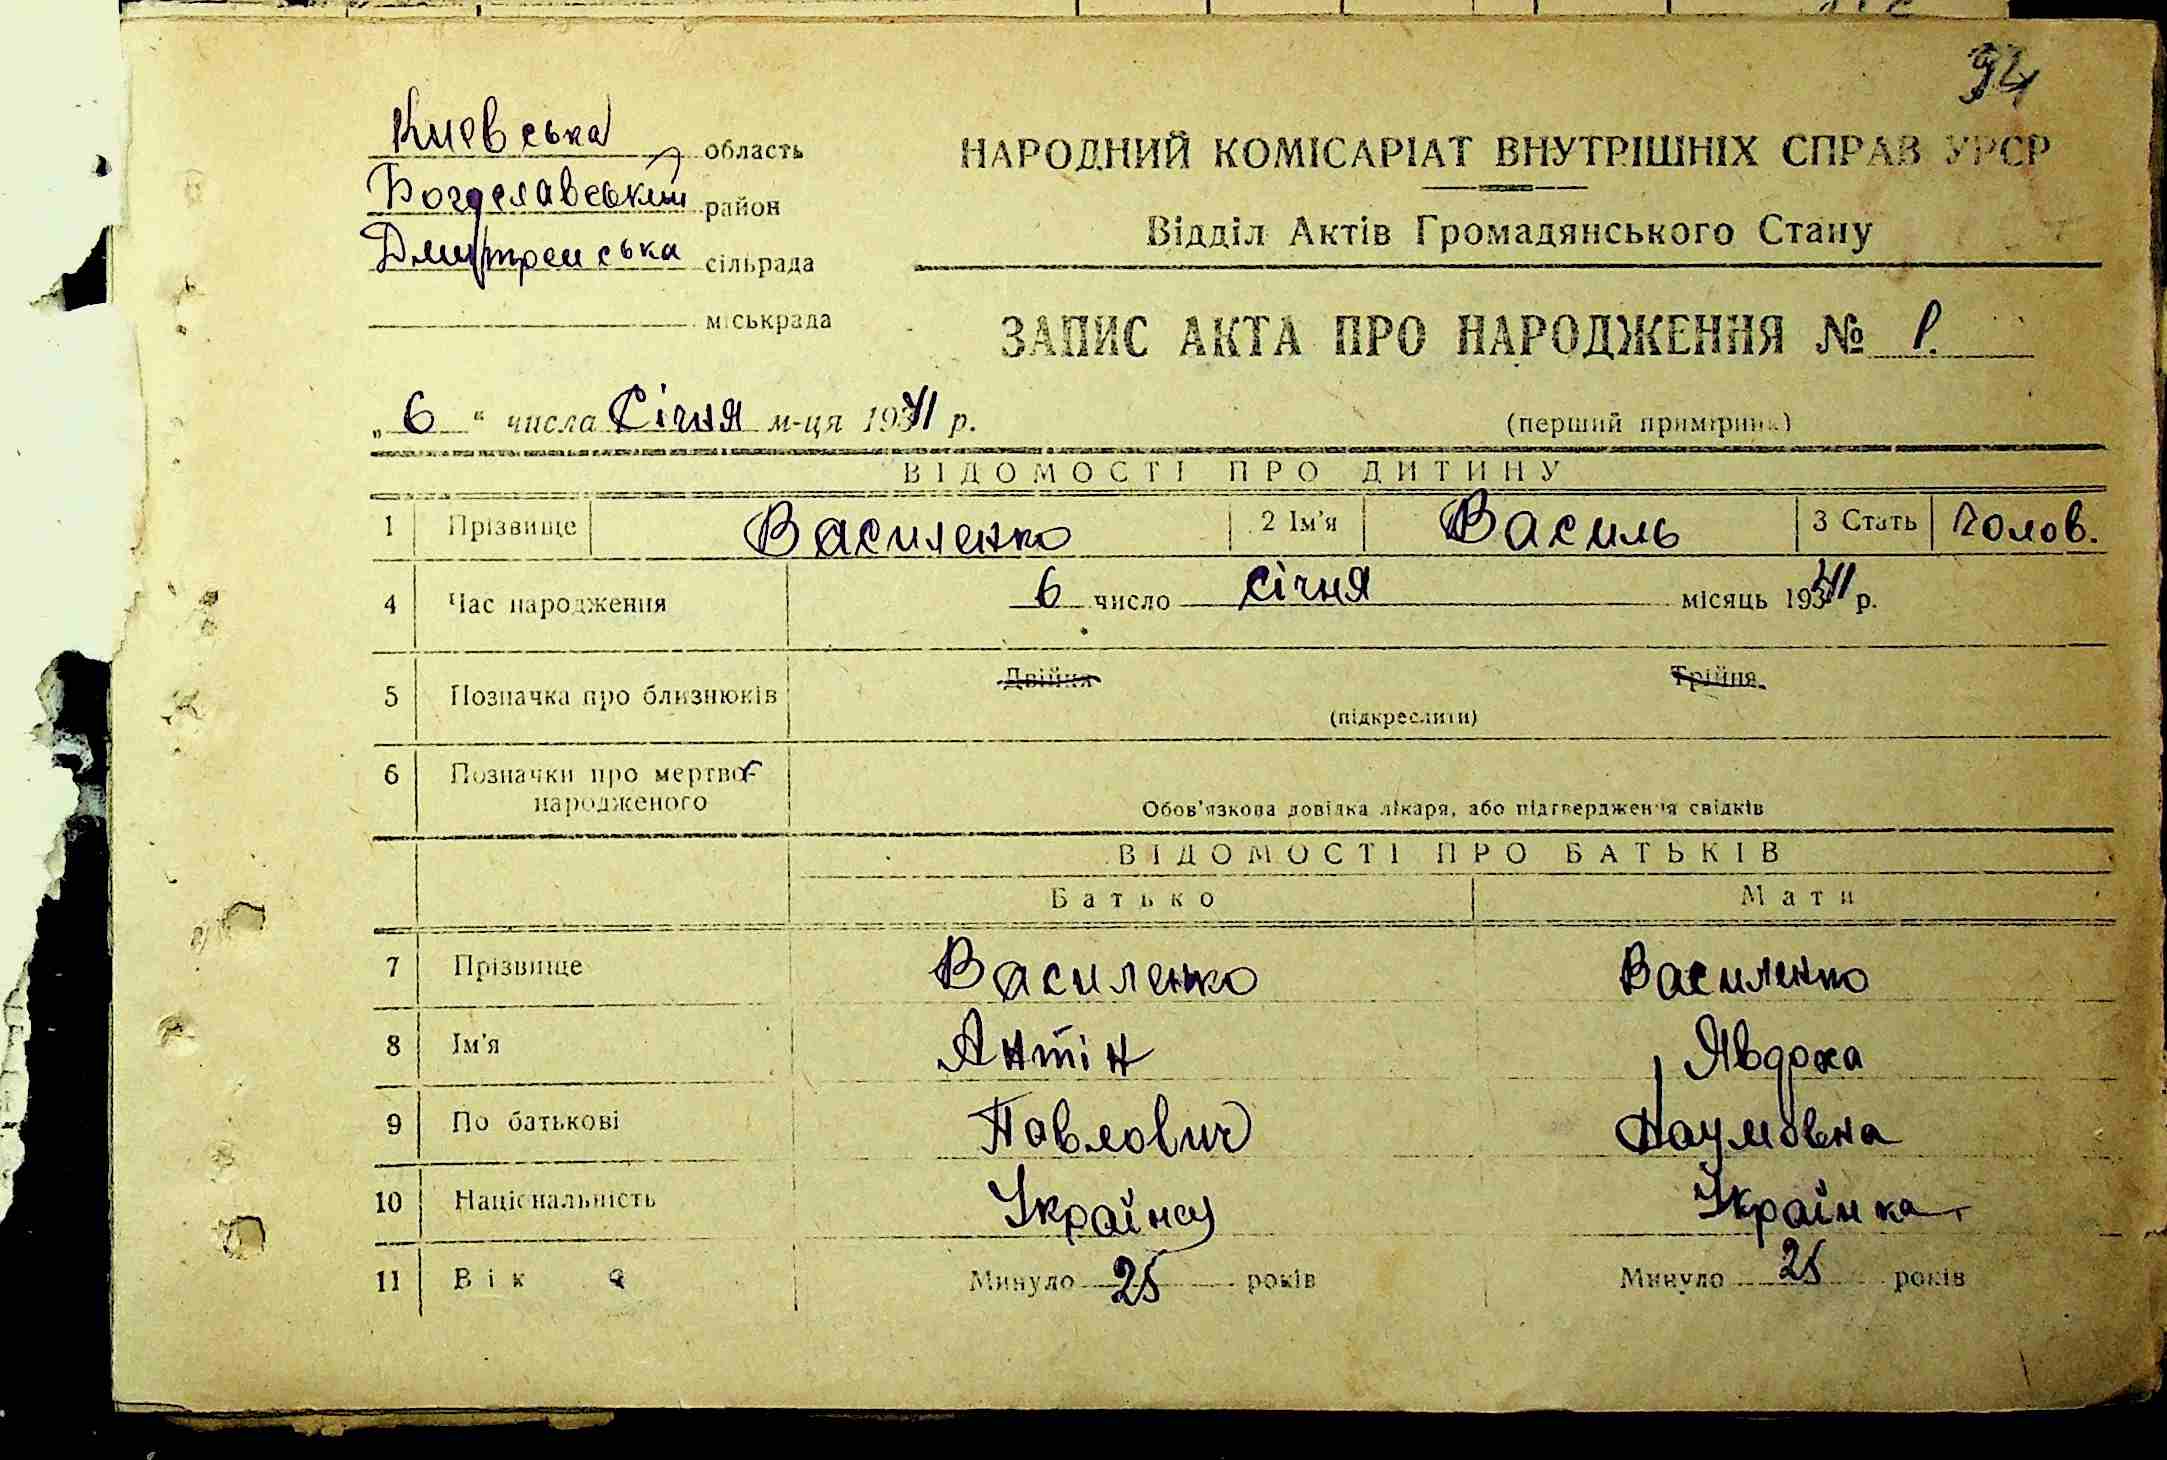 94
Киевська область
Богуславський район
Дмитренська сільрада
міськрада
НАРОДНИЙ КОМІСАРІАТ ВНУТРІШНІХ СПРАВ УРСР
Відділ Актів Громадянського Стану
ЗАПИС АКТА ПРО НАРОДЖЕННЯ № 1.
„ 6 “ числа Січня м-ця 1941 р. (перший примірник)
ВІДОМОСТІ ПРО ДИТИНУ
1 Прізвище Василенко 2 Ім'я Василь 3 Стать Чолов.
4 Час народження 6 число січня місяць 1941 р.
5 Позначка про близнюків Двійня Трійня
(підкреслити)
6 Позначки про мертво-
народженого
Обов'язкова довідка лікаря, або підтвердження свідків
ВІДОМОСТІ ПРО БАТЬКІВ
Батько Мати
7 Прізвище Василенко Василенко
8 Ім'я Антін Явдоха
9 По батькові Павлович Наумовна
10 Національність Українец Українка
11 Вік Минуло 25 років Минуло 25 років